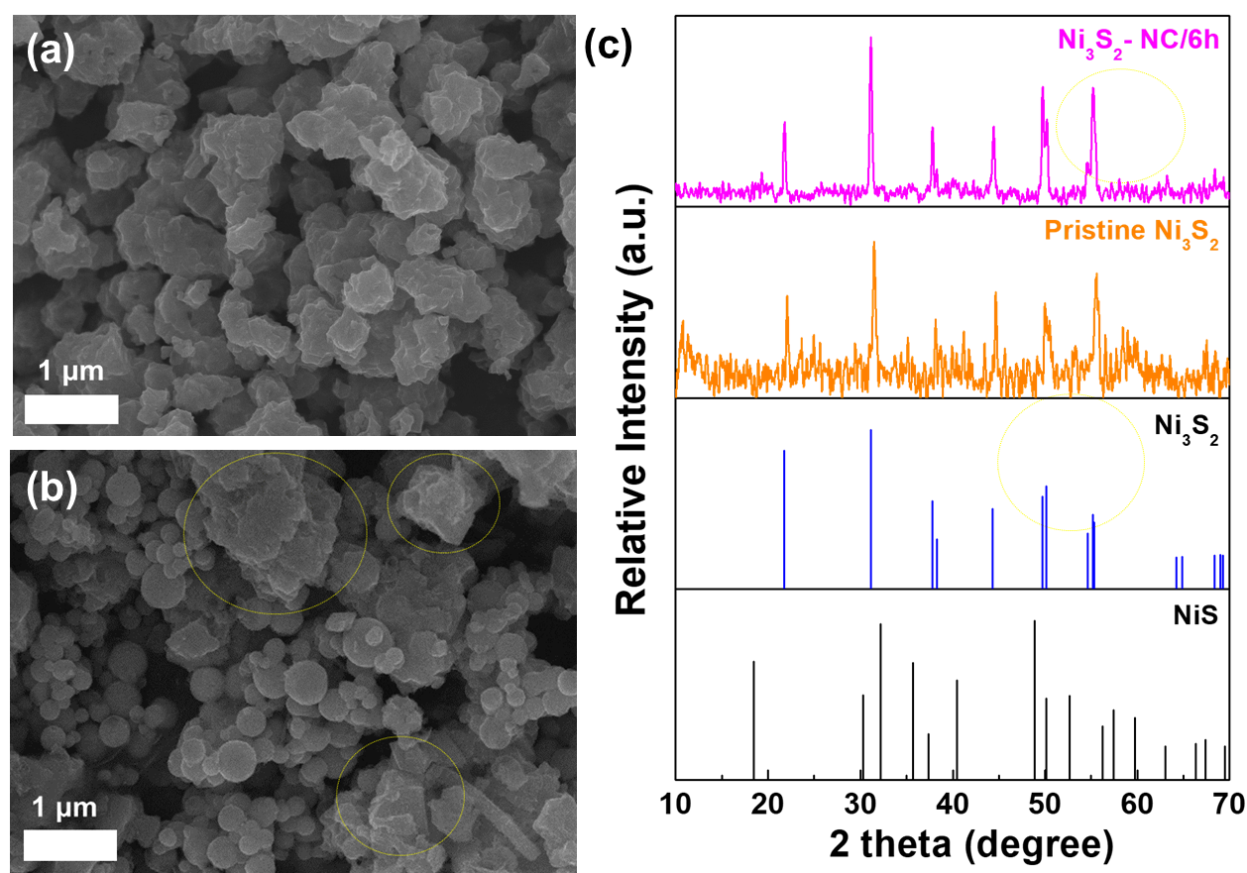 (a)
1 μm
(b)
1 μm
(c)
Ni₃S₂- NC/6h
Pristine Ni₃S₂
Ni₃S₂
NiS
Relative Intensity (a.u.)
10 20 30 40 50 60 70
2 theta (degree)